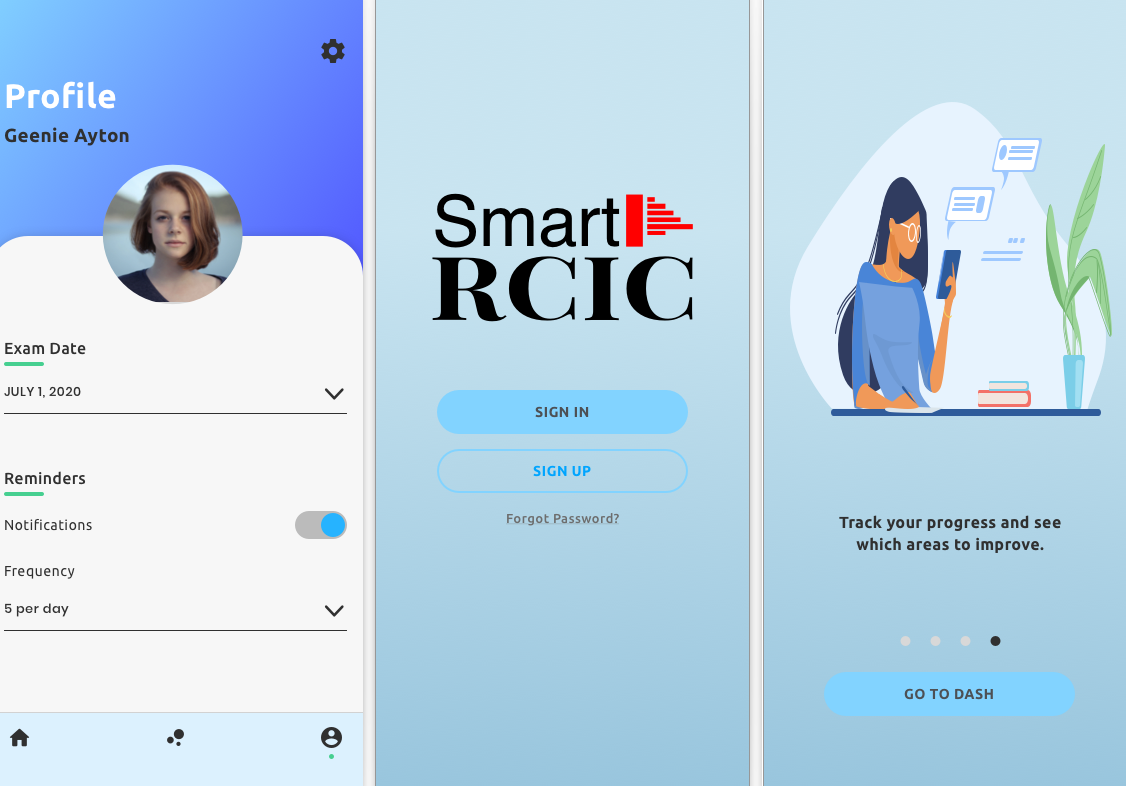 Profile
Geenie Ayton
Exam Date
JULY 1, 2020
Reminders
Notifications
Frequency
5 per day
Smart
RCIC
SIGN IN
SIGN UP
Forgot Password?
Track your progress and see
which areas to improve.
GO TO DASH